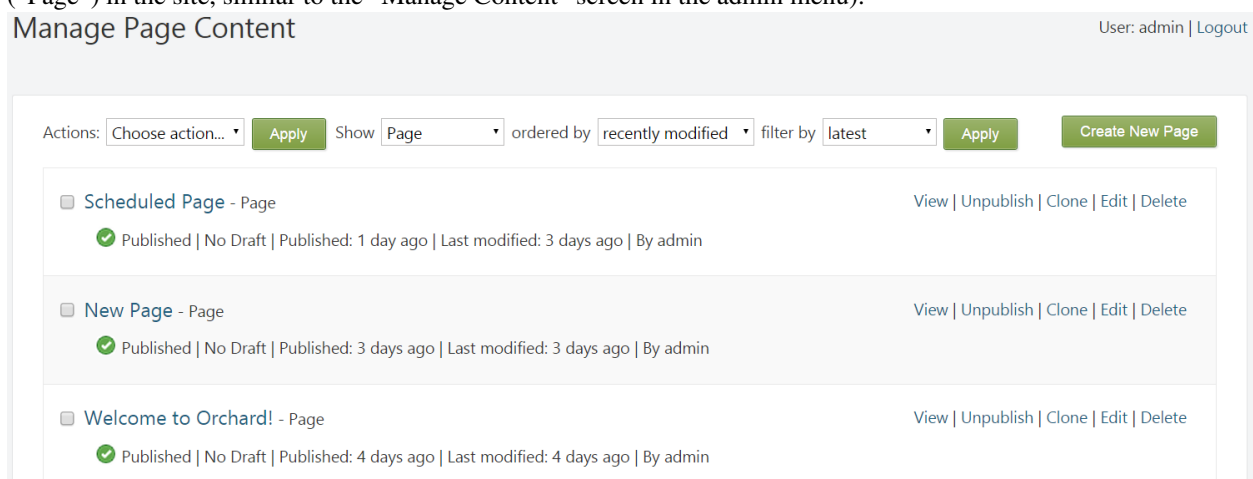 ("Page") in the site, similar to the "Manage Content" screen in the admin menu).
Manage Page Content
User: admin | Logout
Actions: Choose action... Apply Show Page ordered by recently modified filter by latest Apply Create New Page
Scheduled Page - Page
View | Unpublish | Clone | Edit | Delete
Published | No Draft | Published: 1 day ago | Last modified: 3 days ago | By admin
New Page - Page
View | Unpublish | Clone | Edit | Delete
Published | No Draft | Published: 3 days ago | Last modified: 3 days ago | By admin
Welcome to Orchard! - Page
View | Unpublish | Clone | Edit | Delete
Published | No Draft | Published: 4 days ago | Last modified: 4 days ago | By admin